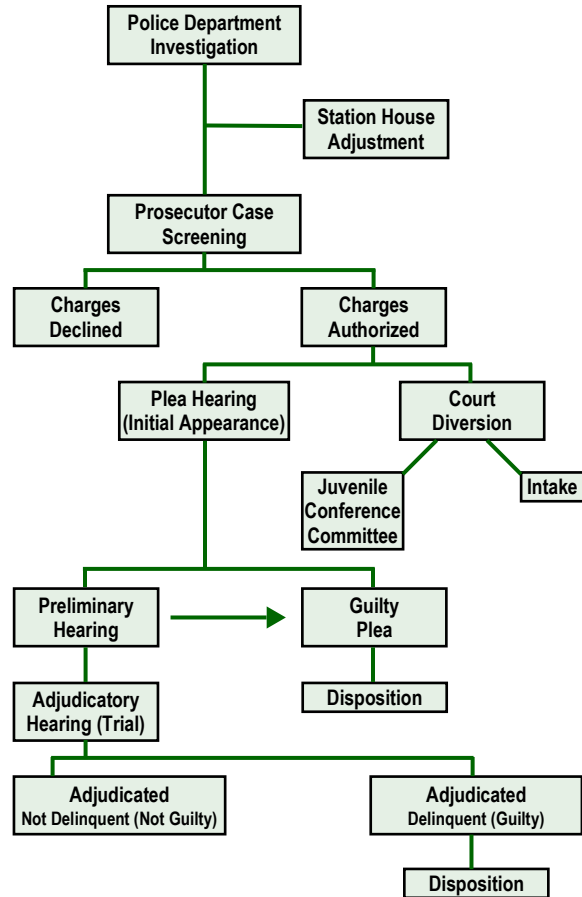 Police Department
Investigation
Station House
Adjustment
Prosecutor Case
Screening
Charges
Declined
Charges
Authorized
Plea Hearing
(Initial Appearance)
Court
Diversion
Juvenile
Conference
Committee
Intake
Preliminary
Hearing
Guilty
Plea
Adjudicatory
Hearing (Trial)
Disposition
Adjudicated
Not Delinquent (Not Guilty)
Adjudicated
Delinquent (Guilty)
Disposition